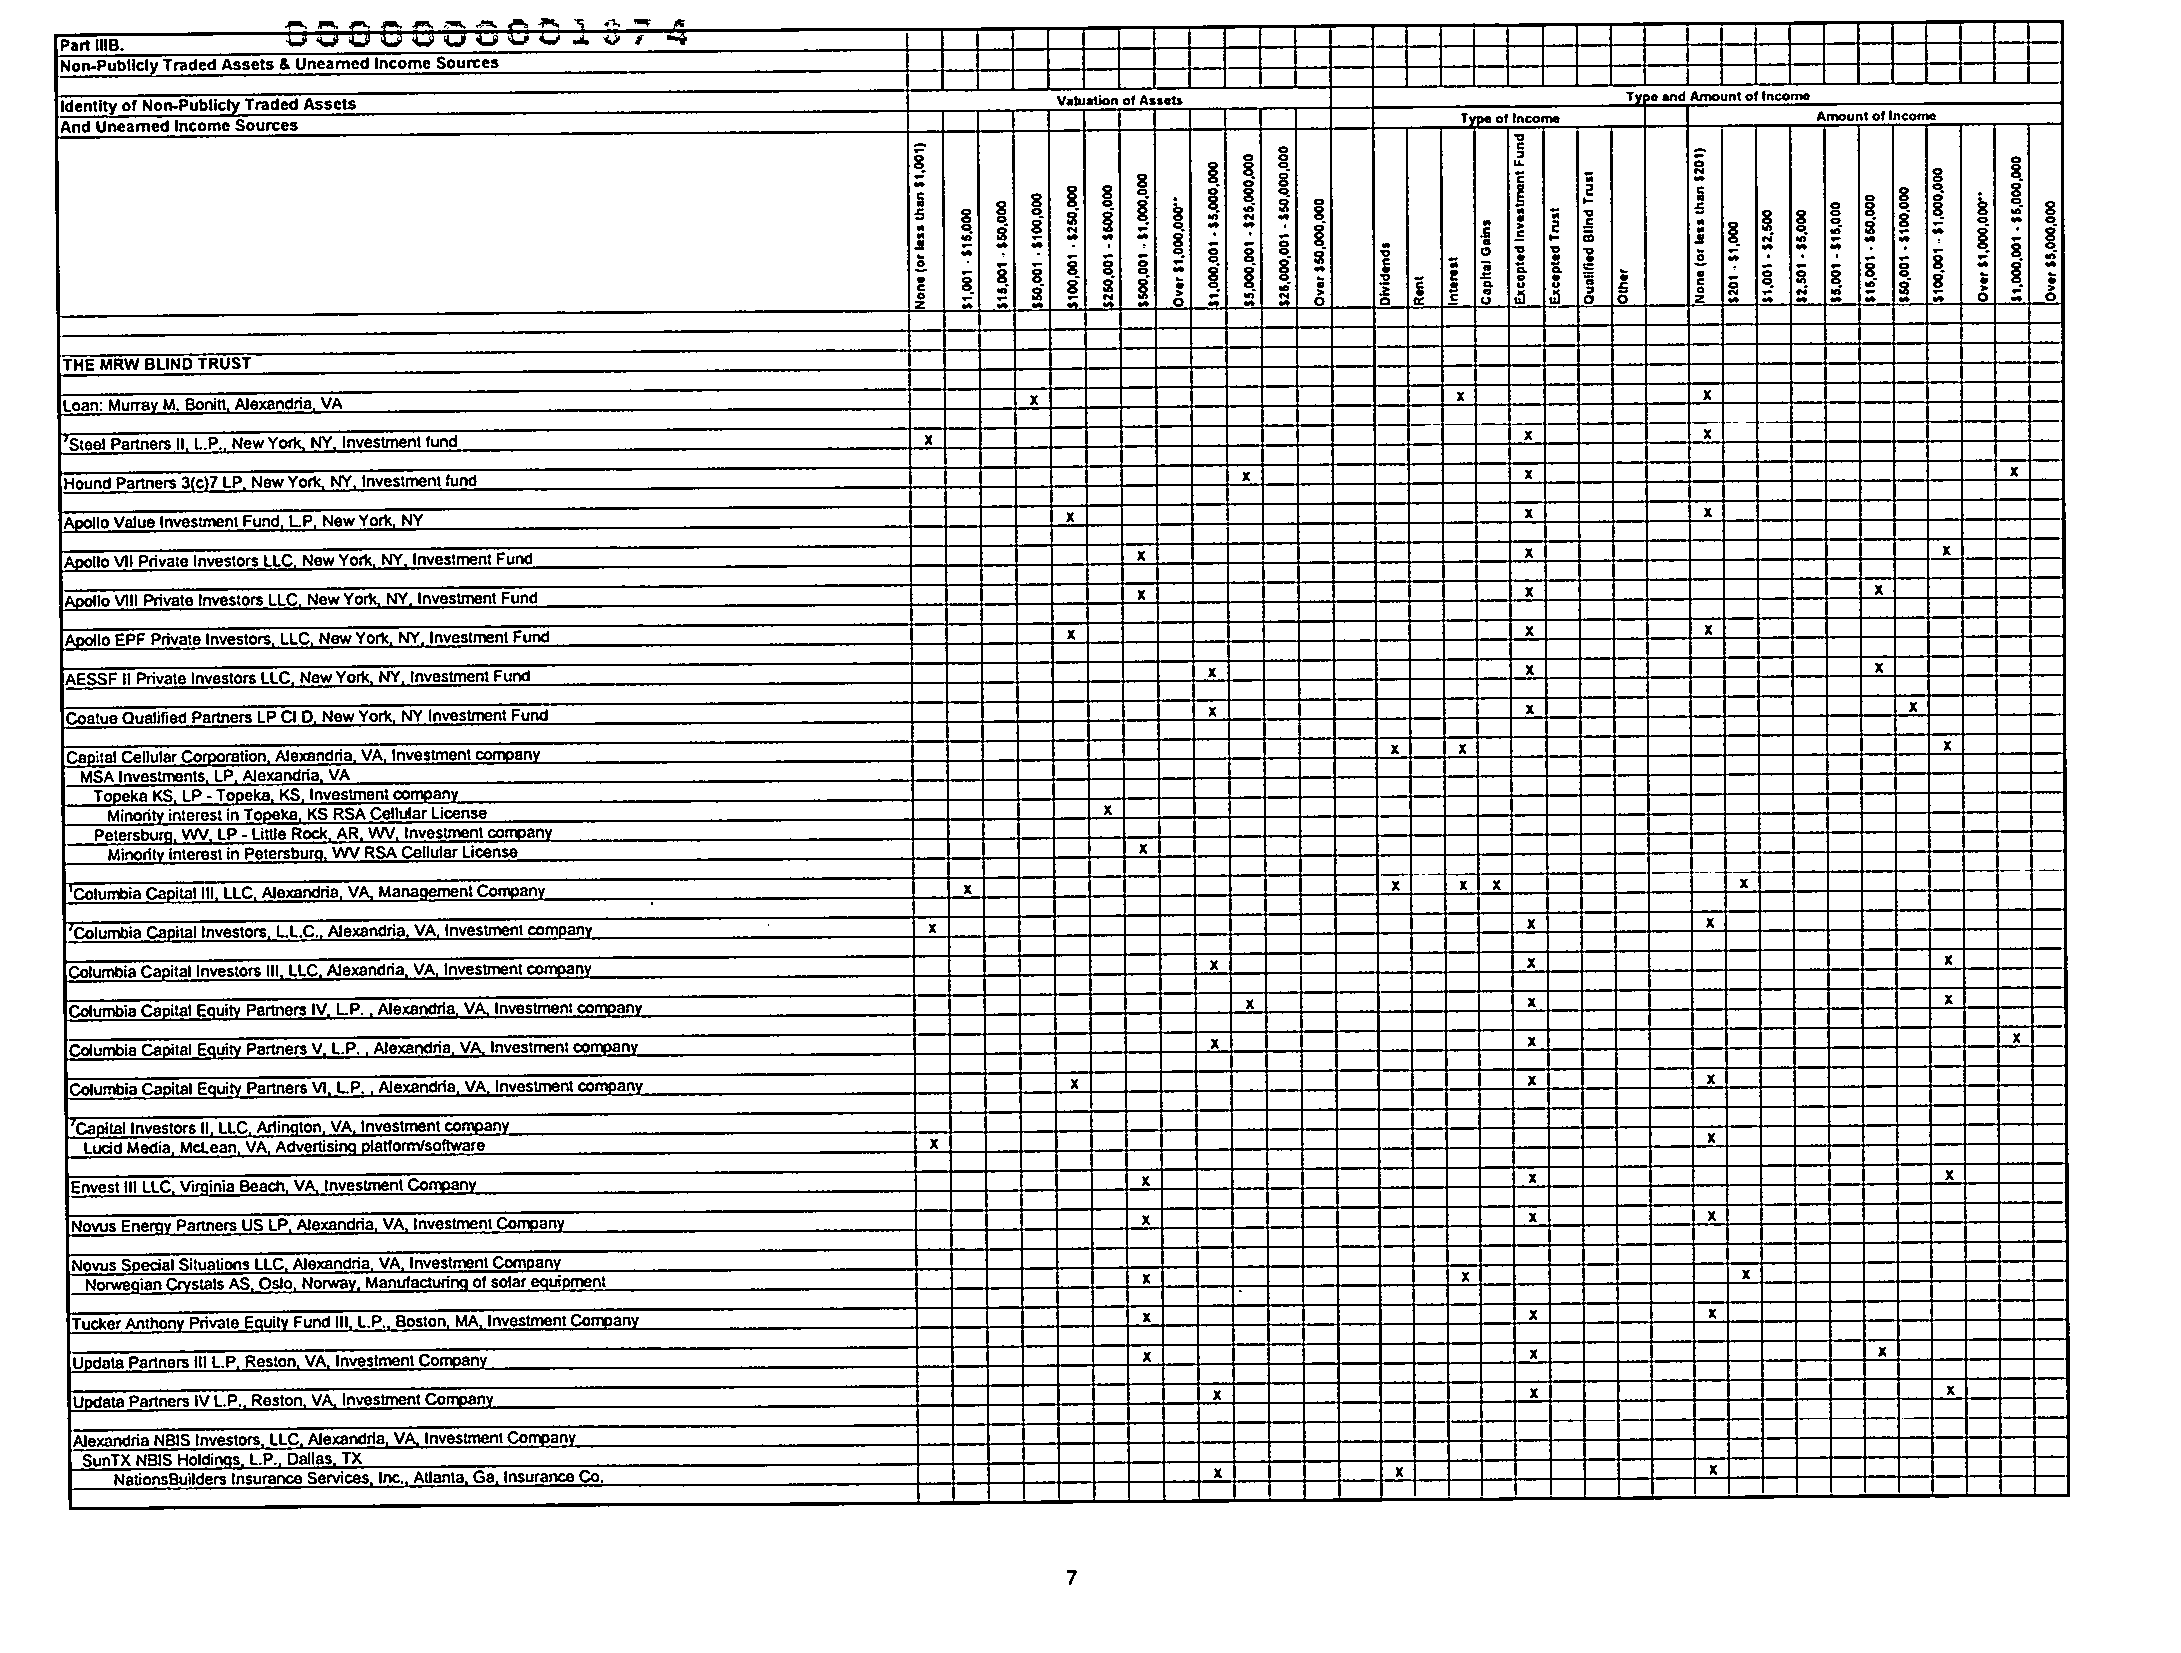 000000001074
Part IIIB.
Non-Publicly Traded Assets & Unearned Income Sources
Identity of Non-Publicly Traded Assets
Valuation of Assets
Type and Amount of Income
And Unearned Income Sources
Type of Income
Amount of Income
None (or less than $1,001)
$1,001 - $15,000
$15,001 - $50,000
$50,001 - $100,000
$100,001 - $250,000
$250,001 - $500,000
$500,001 - $1,000,000
Over $1,000,000**
$1,000,001 - $5,000,000
$5,000,001 - $25,000,000
$25,000,001 - $50,000,000
Over $50,000,000
Dividends
Rent
Interest
Capital Gains
Excepted Investment Fund
Excepted Trust
Qualified Blind Trust
Other
None (or less than $201)
$201 - $1,000
$1,001 - $2,500
$2,501 - $5,000
$5,001 - $15,000
$15,001 - $50,000
$50,001 - $100,000
$100,001 - $1,000,000
Over $1,000,000**
$1,000,001 - $5,000,000
Over $5,000,000
THE MRW BLIND TRUST
Loan: Murray M. Bonitt, Alexandria, VA x x x
7Steel Partners II, L.P., New York, NY, Investment fund x x x
Hound Partners 3(c)7 LP, New York, NY, Investment fund x x x
Apollo Value Investment Fund, L.P, New York, NY x x x
Apollo VII Private Investors LLC, New York, NY, Investment Fund x x x
Apollo VIII Private Investors LLC, New York, NY, Investment Fund x x x
Apollo EPF Private Investors, LLC, New York, NY, Investment Fund x x x
AESSF II Private Investors LLC, New York, NY, Investment Fund x x x
Coatue Qualified Partners LP Cl D, New York, NY Investment Fund x x x
Capital Cellular Corporation, Alexandria, VA, Investment company x x x
MSA Investments, LP, Alexandria, VA
Topeka KS, LP - Topeka, KS, Investment company
Minority interest in Topeka, KS RSA Cellular License x
Petersburg, WV, LP - Little Rock, AR, WV, Investment company
Minority interest in Petersburg, WV RSA Cellular License x
1Columbia Capital III, LLC, Alexandria, VA, Management Company x x x x x
7Columbia Capital Investors, L.L.C., Alexandria, VA, Investment company x x x
Columbia Capital Investors III, LLC, Alexandria, VA, Investment company x x x
Columbia Capital Equity Partners IV, L.P. , Alexandria, VA, Investment company x x x
Columbia Capital Equity Partners V, L.P. , Alexandria, VA, Investment company x x x
Columbia Capital Equity Partners VI, L.P. , Alexandria, VA, Investment company x x x
7Capital Investors II, LLC, Arlington, VA, Investment company
Lucid Media, McLean, VA, Advertising platform/software x x
Envest III LLC, Virginia Beach, VA, Investment Company x x x
Novus Energy Partners US LP, Alexandria, VA, Investment Company x x x
Novus Special Situations LLC, Alexandria, VA, Investment Company
Norwegian Crystals AS, Oslo, Norway, Manufacturing of solar equipment x x x
Tucker Anthony Private Equity Fund III, L.P., Boston, MA, Investment Company x x x
Updata Partners III L.P, Reston, VA, Investment Company x x x
Updata Partners IV L.P., Reston, VA, Investment Company x x x
Alexandria NBIS Investors, LLC, Alexandria, VA, Investment Company
SunTX NBIS Holdings, L.P., Dallas, TX
NationsBuilders Insurance Services, Inc., Atlanta, Ga, Insurance Co. x x x
7